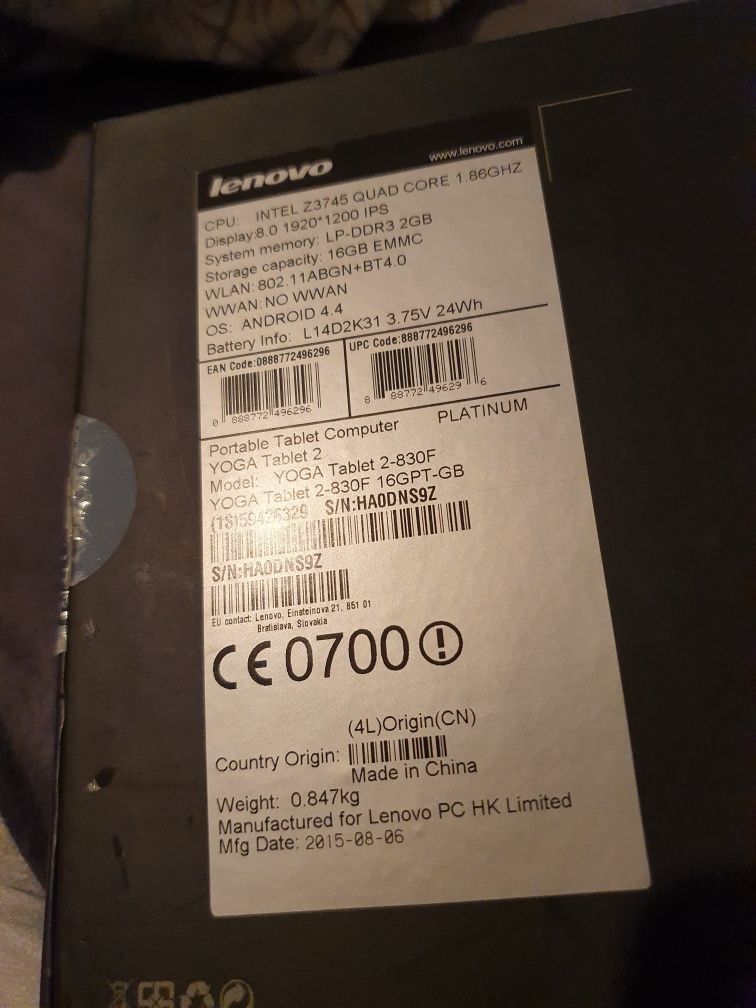 lenovo
www.lenovo.com
CPU: INTEL Z3745 QUAD CORE 1.86GHZ
Display:8.0 1920*1200 IPS
System memory: LP-DDR3 2GB
Storage capacity: 16GB EMMC
WLAN: 802.11ABGN+BT4.0
WWAN: NO WWAN
OS: ANDROID 4.4
Battery Info: L14D2K31 3.75V 24Wh
EAN Code:0888772496296
0 888772 496296
UPC Code:888772496296
8 88772 49629 6
Portable Tablet Computer PLATINUM
YOGA Tablet 2
Model: YOGA Tablet 2-830F
YOGA Tablet 2-830F 16GPT-GB
(1S)59426329 S/N:HA0DNS9Z
S/N:HA0DNS9Z
EU contact: Lenovo, Einsteinova 21, 851 01
Bratislava, Slovakia
CE0700
(4L)Origin(CN)
Country Origin:
Made in China
Weight: 0.847kg
Manufactured for Lenovo PC HK Limited
Mfg Date: 2015-08-06